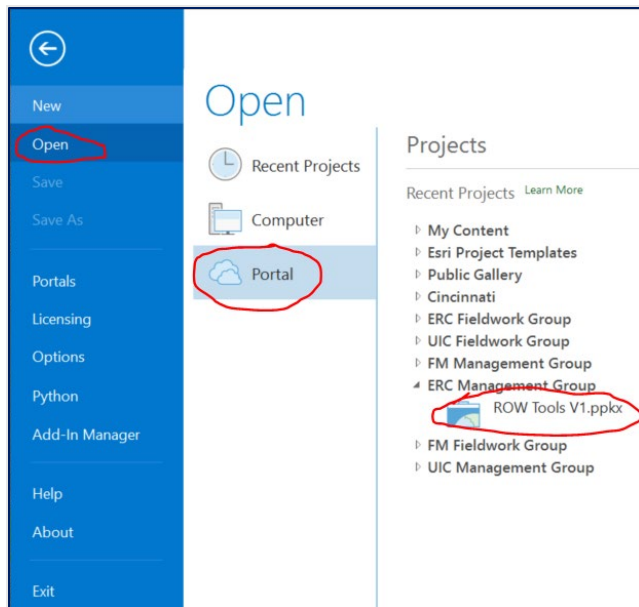 New
Open
Save
Save As
Portals
Licensing
Options
Python
Add-In Manager
Help
About
Exit
Open
Recent Projects
Computer
Portal
Projects
Recent Projects Learn More
My Content
Esri Project Templates
Public Gallery
Cincinnati
ERC Fieldwork Group
UIC Fieldwork Group
FM Management Group
ERC Management Group
ROW Tools V1.ppkx
FM Fieldwork Group
UIC Management Group